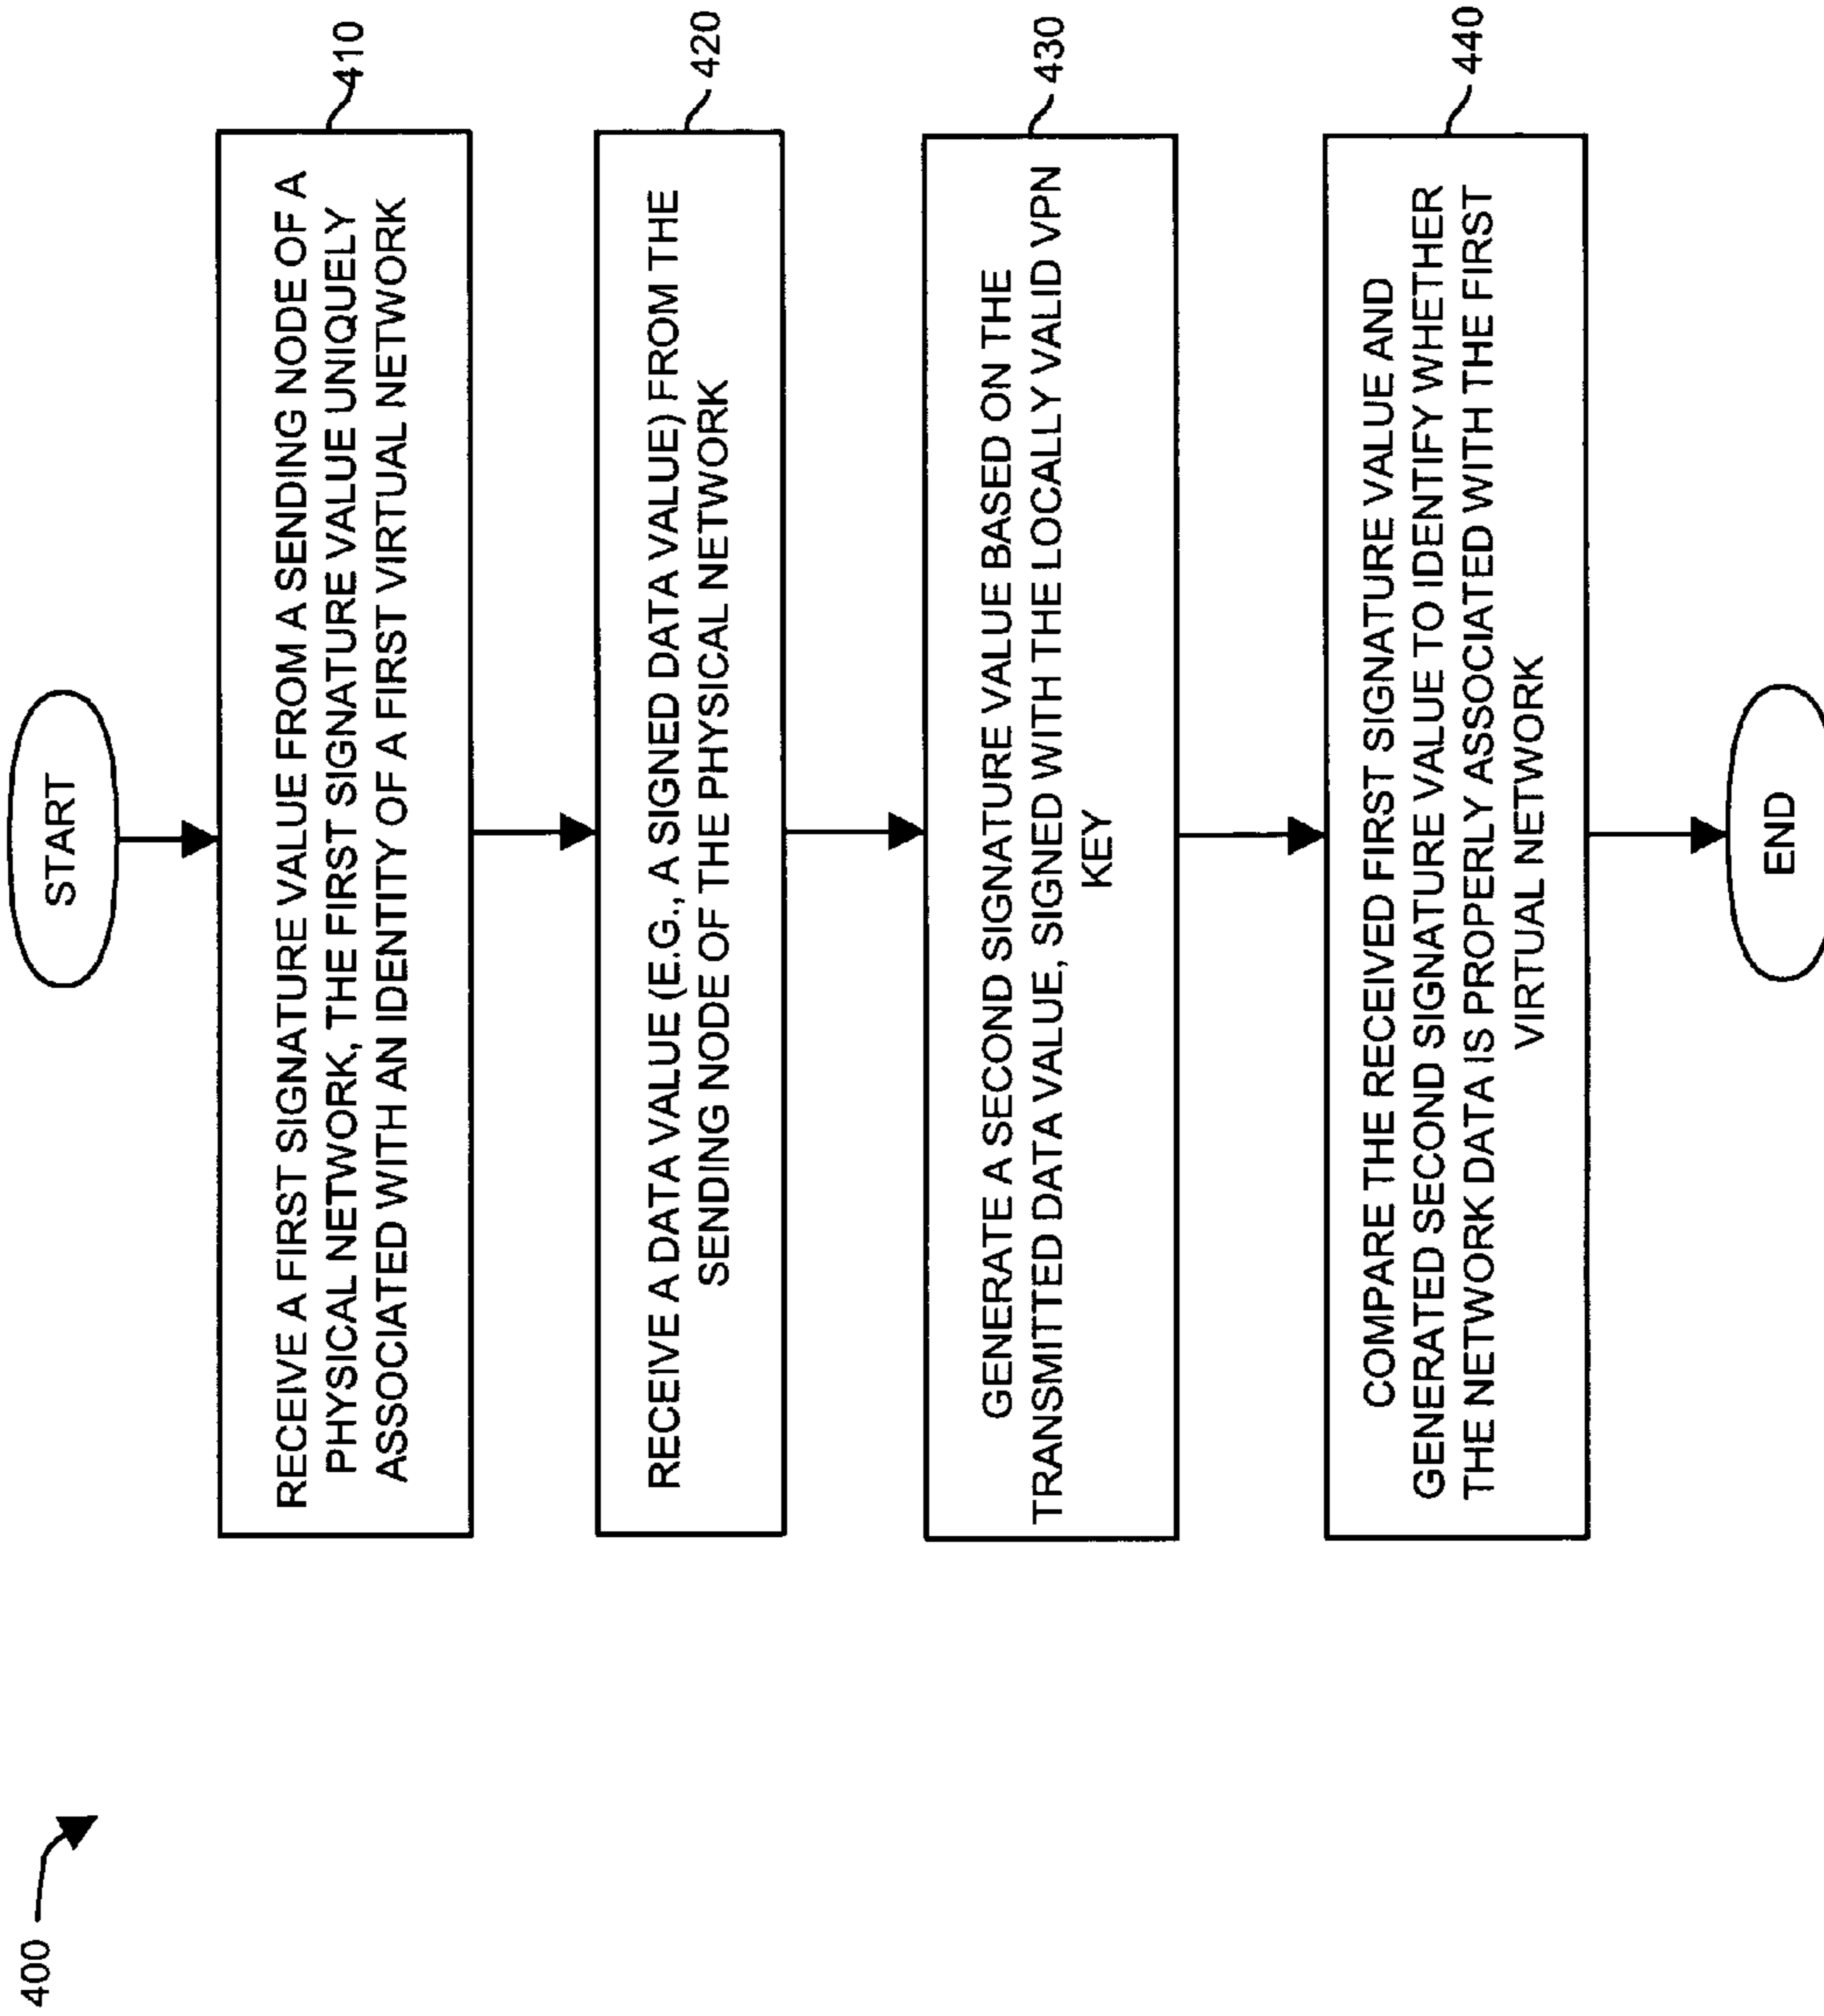 400
START
RECEIVE A FIRST SIGNATURE VALUE FROM A SENDING NODE OF A
PHYSICAL NETWORK, THE FIRST SIGNATURE VALUE UNIQUELY
ASSOCIATED WITH AN IDENTITY OF A FIRST VIRTUAL NETWORK
410
RECEIVE A DATA VALUE (E.G., A SIGNED DATA VALUE) FROM THE
SENDING NODE OF THE PHYSICAL NETWORK
420
GENERATE A SECOND SIGNATURE VALUE BASED ON THE
TRANSMITTED DATA VALUE, SIGNED WITH THE LOCALLY VALID VPN
KEY
430
COMPARE THE RECEIVED FIRST SIGNATURE VALUE AND
GENERATED SECOND SIGNATURE VALUE TO IDENTIFY WHETHER
THE NETWORK DATA IS PROPERLY ASSOCIATED WITH THE FIRST
VIRTUAL NETWORK
440
END